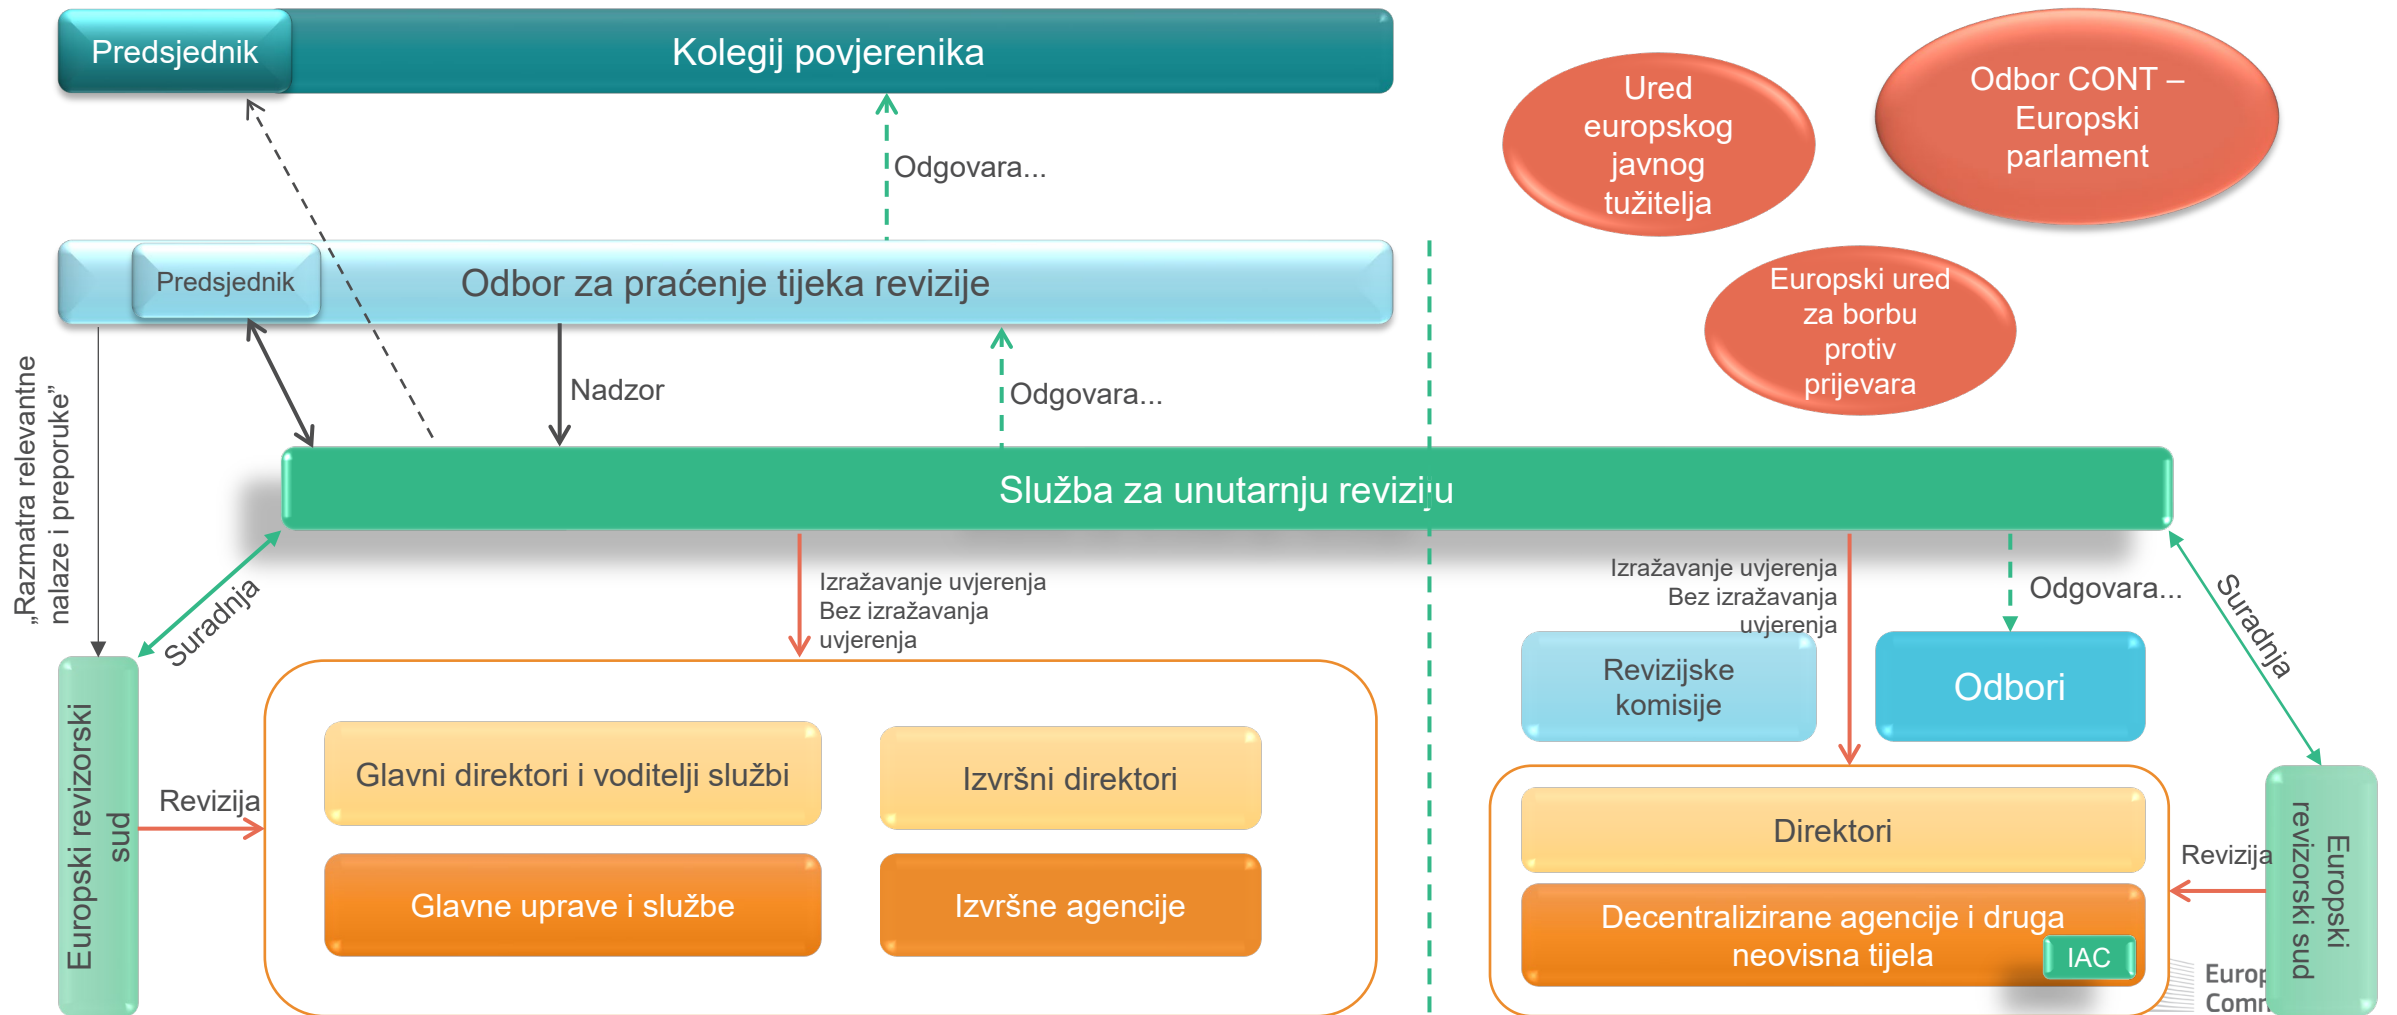 Predsjednik
Kolegij povjerenika
Ured
europskog
javnog
tužitelja
Odbor CONT –
Europski
parlament
Odgovara...
Predsjednik
Odbor za praćenje tijeka revizije
Europski ured
za borbu
protiv
prijevara
„Razmatra relevantne
nalaze i preporuke”
Nadzor
Odgovara...
Služba za unutarnju reviziju
Suradnja
Izražavanje uvjerenja
Bez izražavanja
uvjerenja
Izražavanje uvjerenja
Bez izražavanja
uvjerenja
Odgovara...
Suradnja
Revizijske
komisije
Odbori
Europski revizorski
sud
Revizija
Glavni direktori i voditelji službi
Izvršni direktori
Glavne uprave i službe
Izvršne agencije
Direktori
Decentralizirane agencije i druga
neovisna tijela
IAC
Revizija
Europski
revizorski sud